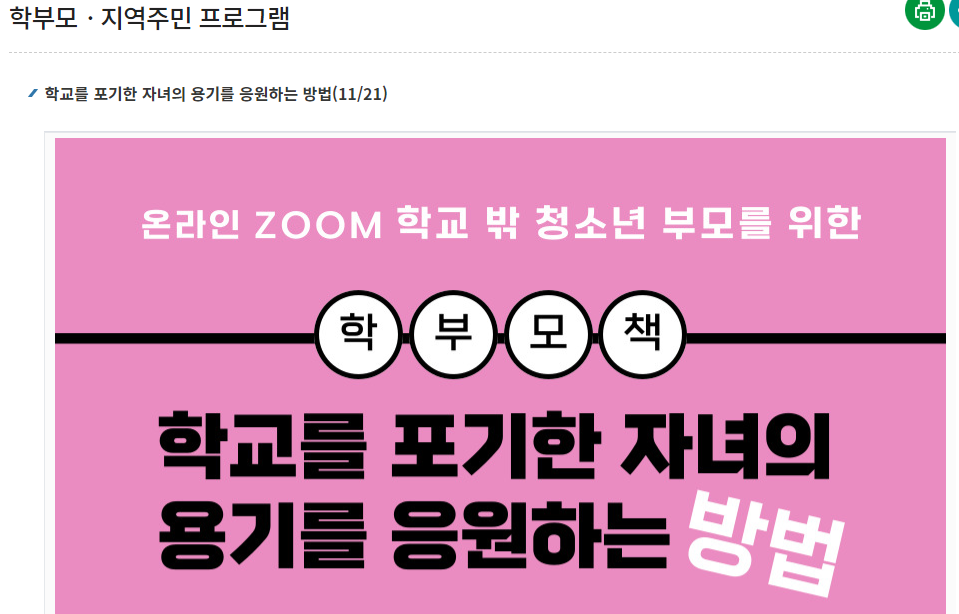 학부모 · 지역주민 프로그램
학교를 포기한 자녀의 용기를 응원하는 방법(11/21)
온라인 ZOOM 학교 밖 청소년 부모를 위한
학부모책
학교를 포기한 자녀의
용기를 응원하는 방법